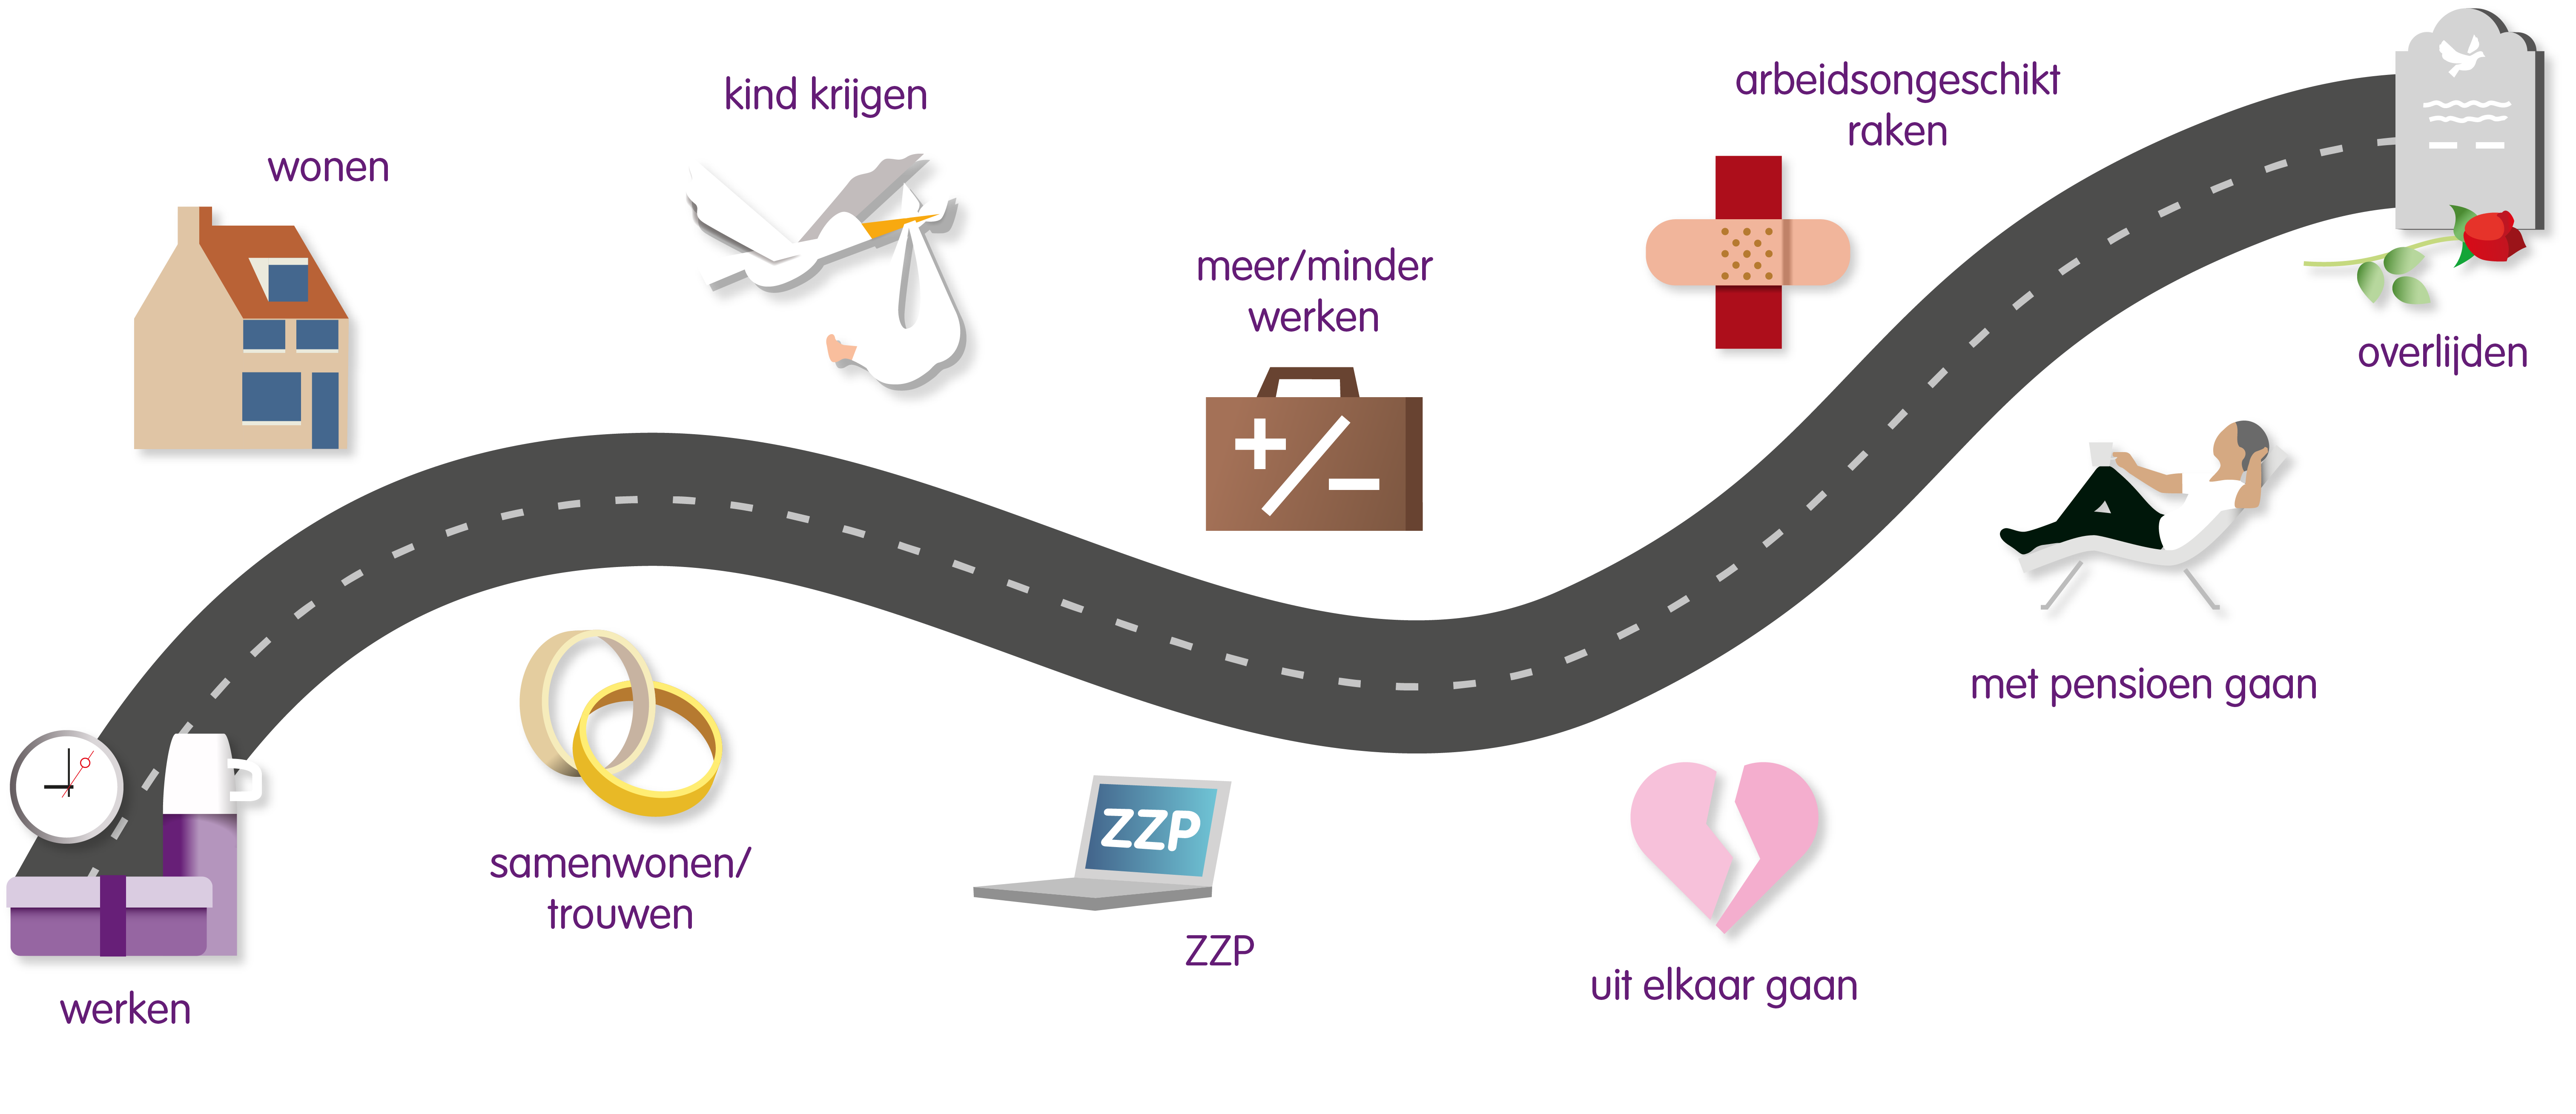 wonen
kind krijgen
meer/minder
werken
arbeidsongeschikt
raken
overlijden
met pensioen gaan
werken
samenwonen/
trouwen
ZZP
ZZP
uit elkaar gaan